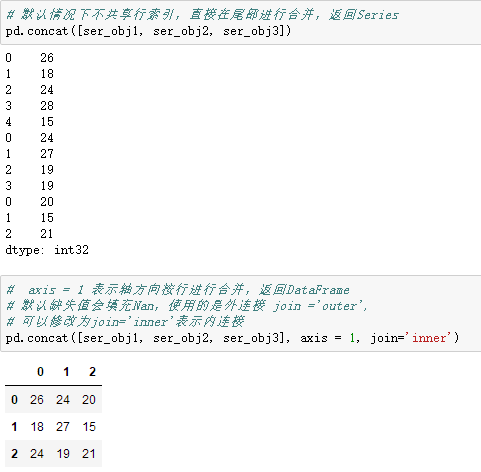 # 默认情况下不共享行索引，直接在尾部进行合并，返回Series
pd.concat([ser_obj1, ser_obj2, ser_obj3])
0 26
1 18
2 24
3 28
4 15
0 24
1 27
2 19
3 19
0 20
1 15
2 21
dtype: int32
# axis = 1 表示轴方向按行进行合并，返回DataFrame
# 默认缺失值会填充Nan，使用的是外连接 join ='outer'，
# 可以修改为join='inner'表示内连接
pd.concat([ser_obj1, ser_obj2, ser_obj3], axis = 1, join='inner')
0 1 2
0 26 24 20
1 18 27 15
2 24 19 21